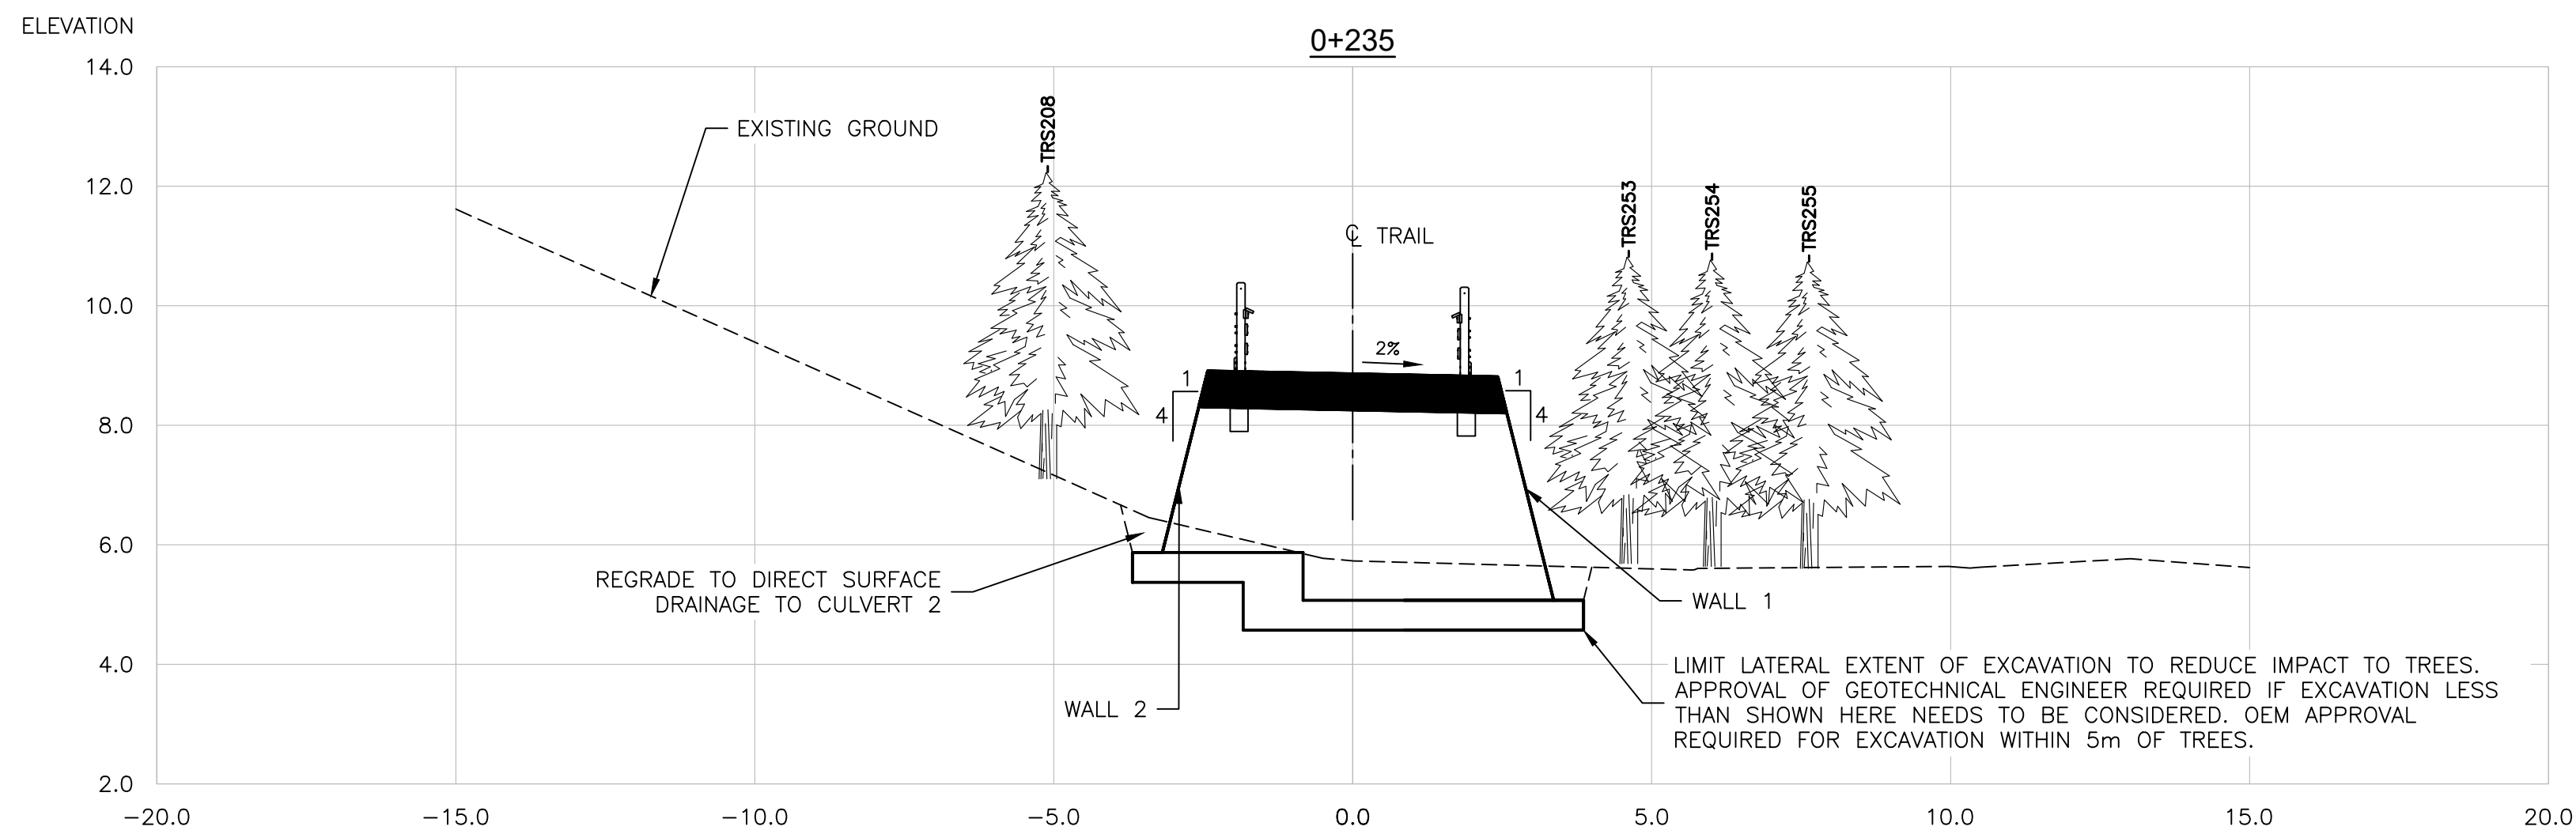 ELEVATION
0+235
14.0
12.0
10.0
8.0
6.0
4.0
2.0
EXISTING GROUND
TRS208
℄ TRAIL
TRS253
TRS254
TRS255
2%
1
4
1
4
REGRADE TO DIRECT SURFACE
DRAINAGE TO CULVERT 2
WALL 1
WALL 2
LIMIT LATERAL EXTENT OF EXCAVATION TO REDUCE IMPACT TO TREES.
APPROVAL OF GEOTECHNICAL ENGINEER REQUIRED IF EXCAVATION LESS
THAN SHOWN HERE NEEDS TO BE CONSIDERED. OEM APPROVAL
REQUIRED FOR EXCAVATION WITHIN 5m OF TREES.
-20.0 -15.0 -10.0 -5.0 0.0 5.0 10.0 15.0 20.0